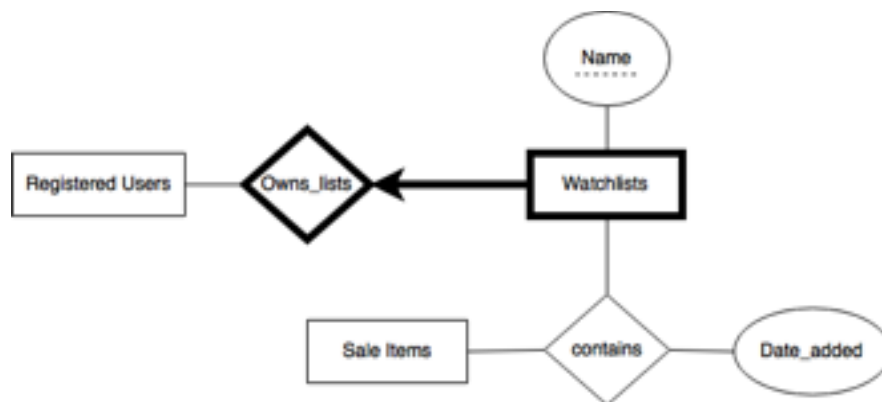 Name
Registered Users
Owns_lists
Watchlists
Sale Items
contains
Date_added